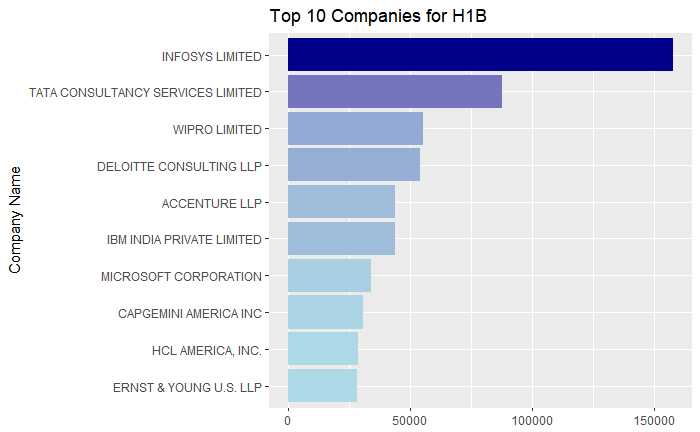 Top 10 Companies for H1B
Company Name
INFOSYS LIMITED
TATA CONSULTANCY SERVICES LIMITED
WIPRO LIMITED
DELOITTE CONSULTING LLP
ACCENTURE LLP
IBM INDIA PRIVATE LIMITED
MICROSOFT CORPORATION
CAPGEMINI AMERICA INC
HCL AMERICA, INC.
ERNST & YOUNG U.S. LLP
0 50000 100000 150000